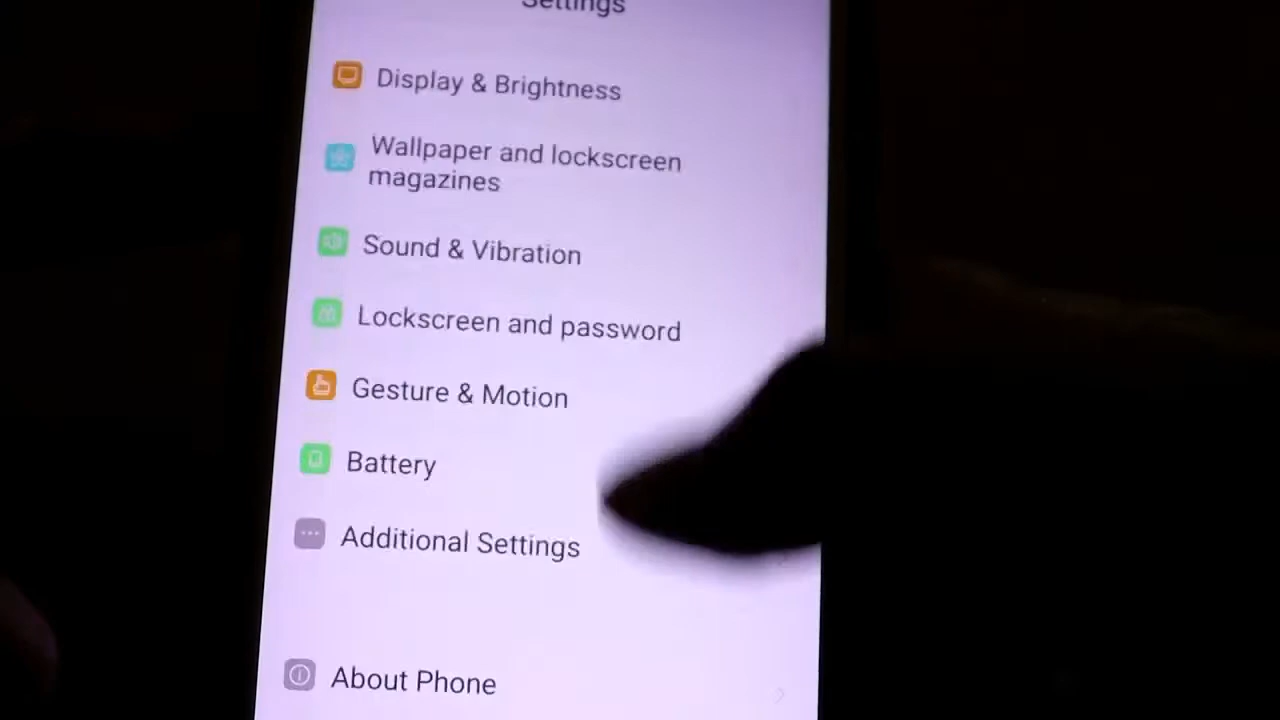 Settings
Display & Brightness
Wallpaper and lockscreen
magazines
Sound & Vibration
Lockscreen and password
Gesture & Motion
Battery
Additional Settings
About Phone